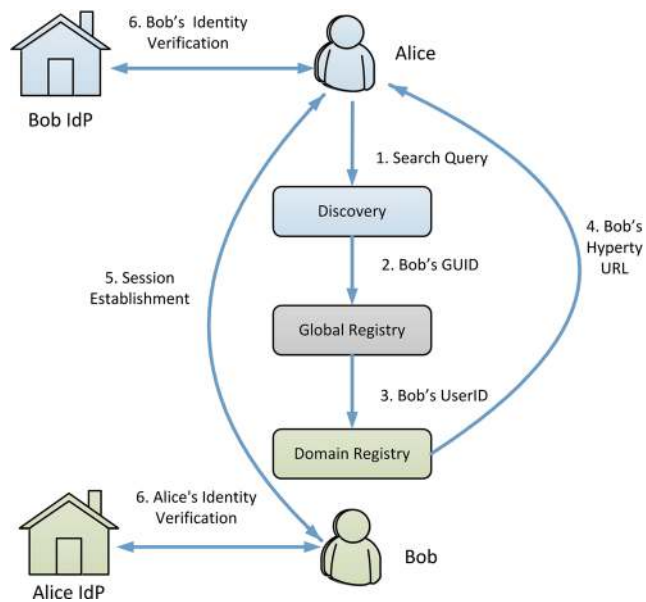 6. Bob's Identity
Verification
Alice
Bob IdP
1. Search Query
Discovery
4. Bob's
Hyperty
URL
2. Bob's GUID
5. Session
Establishment
Global Registry
3. Bob's UserID
Domain Registry
6. Alice's Identity
Verification
Bob
Alice IdP